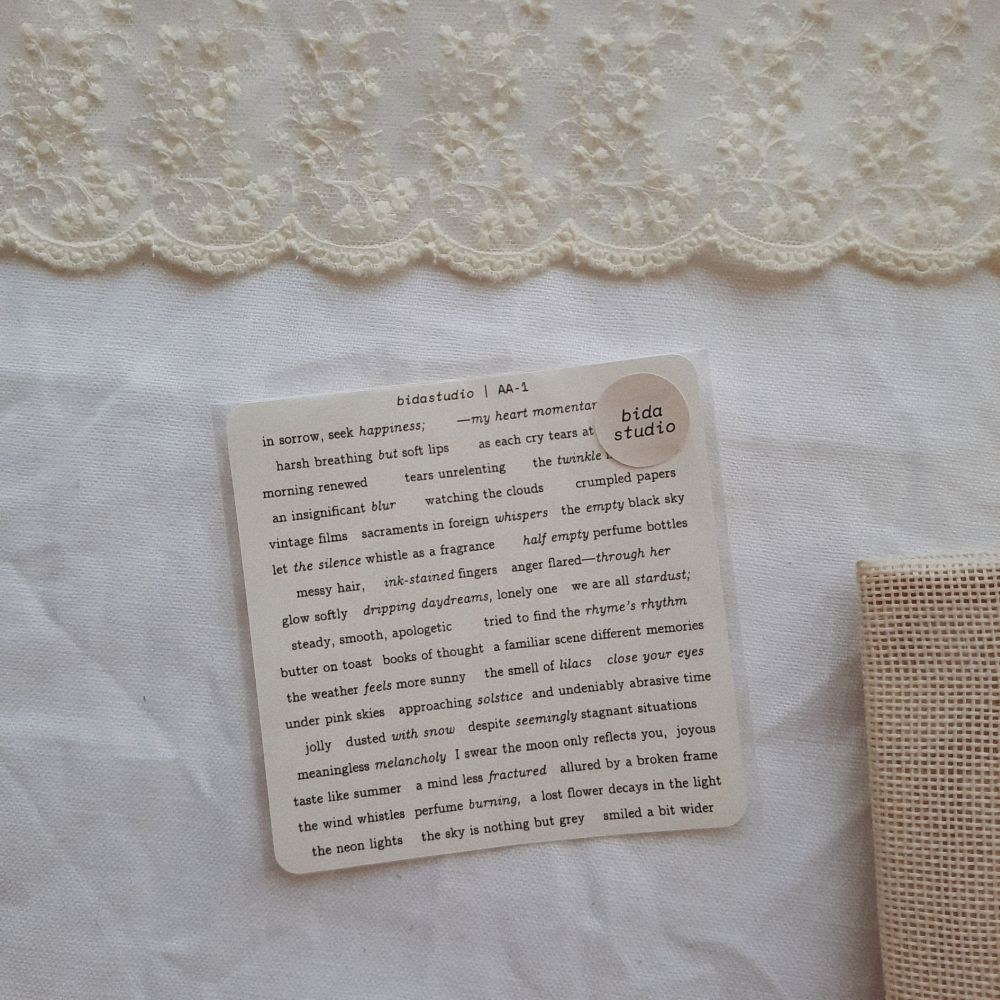 bidastudio | AA-1
bida
studio
in sorrow, seek happiness; —my heart
harsh breathing but soft lips as each cry tears at
morning renewed tears unrelenting the twinkle
an insignificant blur watching the clouds crumpled papers
vintage films sacraments in foreign whispers the empty black sky
let the silence whistle as a fragrance half empty perfume bottles
messy hair, ink-stained fingers anger flared—through her
glow softly dripping daydreams, lonely one we are all stardust;
steady, smooth, apologetic tried to find the rhyme's rhythm
butter on toast books of thought a familiar scene different memories
the weather feels more sunny the smell of lilacs close your eyes
under pink skies approaching solstice and undeniably abrasive time
jolly dusted with snow despite seemingly stagnant situations
meaningless melancholy I swear the moon only reflects you, joyous
taste like summer a mind less fractured allured by a broken frame
the wind whistles perfume burning, a lost flower decays in the light
the neon lights the sky is nothing but grey smiled a bit wider